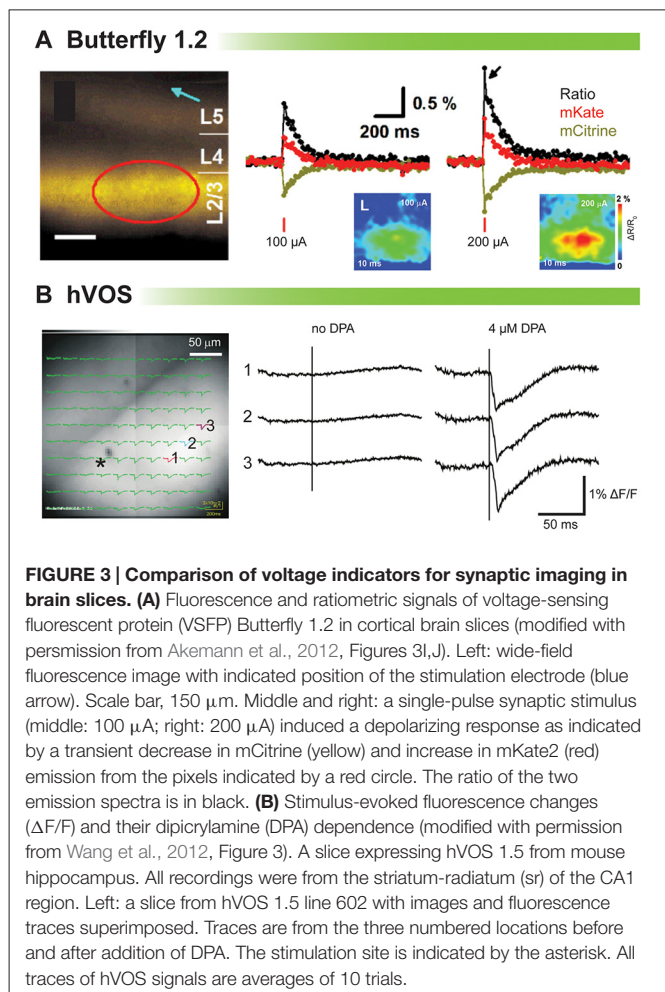 A Butterfly 1.2
L5
L4
L2/3
0.5 %
200 ms
Ratio
mKate
mCitrine
100 µA
L
100 µA
10 ms
200 µA
200 µA
10 ms
2 %
ΔR/R₀
0
B hVOS
50 µm
1
2
3
*
200ms
no DPA
4 µM DPA
1
2
3
1% ΔF/F
50 ms
FIGURE 3 | Comparison of voltage indicators for synaptic imaging in
brain slices. (A) Fluorescence and ratiometric signals of voltage-sensing
fluorescent protein (VSFP) Butterfly 1.2 in cortical brain slices (modified with
persmission from Akemann et al., 2012, Figures 3I,J). Left: wide-field
fluorescence image with indicated position of the stimulation electrode (blue
arrow). Scale bar, 150 µm. Middle and right: a single-pulse synaptic stimulus
(middle: 100 µA; right: 200 µA) induced a depolarizing response as indicated
by a transient decrease in mCitrine (yellow) and increase in mKate2 (red)
emission from the pixels indicated by a red circle. The ratio of the two
emission spectra is in black. (B) Stimulus-evoked fluorescence changes
(ΔF/F) and their dipicrylamine (DPA) dependence (modified with permission
from Wang et al., 2012, Figure 3). A slice expressing hVOS 1.5 from mouse
hippocampus. All recordings were from the striatum-radiatum (sr) of the CA1
region. Left: a slice from hVOS 1.5 line 602 with images and fluorescence
traces superimposed. Traces are from the three numbered locations before
and after addition of DPA. The stimulation site is indicated by the asterisk. All
traces of hVOS signals are averages of 10 trials.